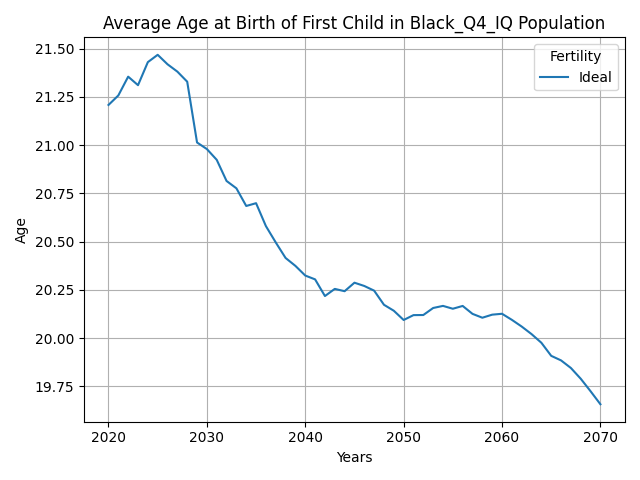 Average Age at Birth of First Child in Black_Q4_IQ Population
Fertility
Ideal
21.50
21.25
21.00
20.75
20.50
20.25
20.00
19.75
Age
2020 2030 2040 2050 2060 2070
Years